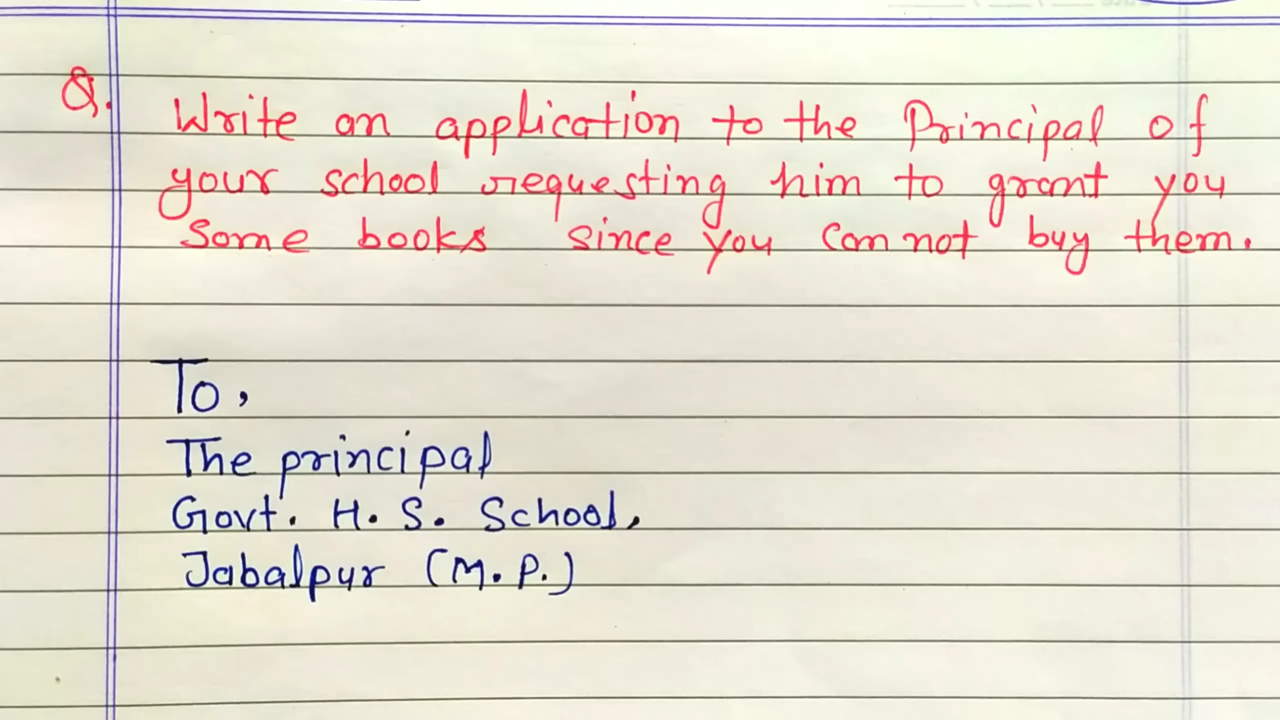 Q. Write an application to the Principal of
your school requesting him to grant you
some books since you can not buy them.
To,
The principal
Govt. H. S. School,
Jabalpur (M. P.)